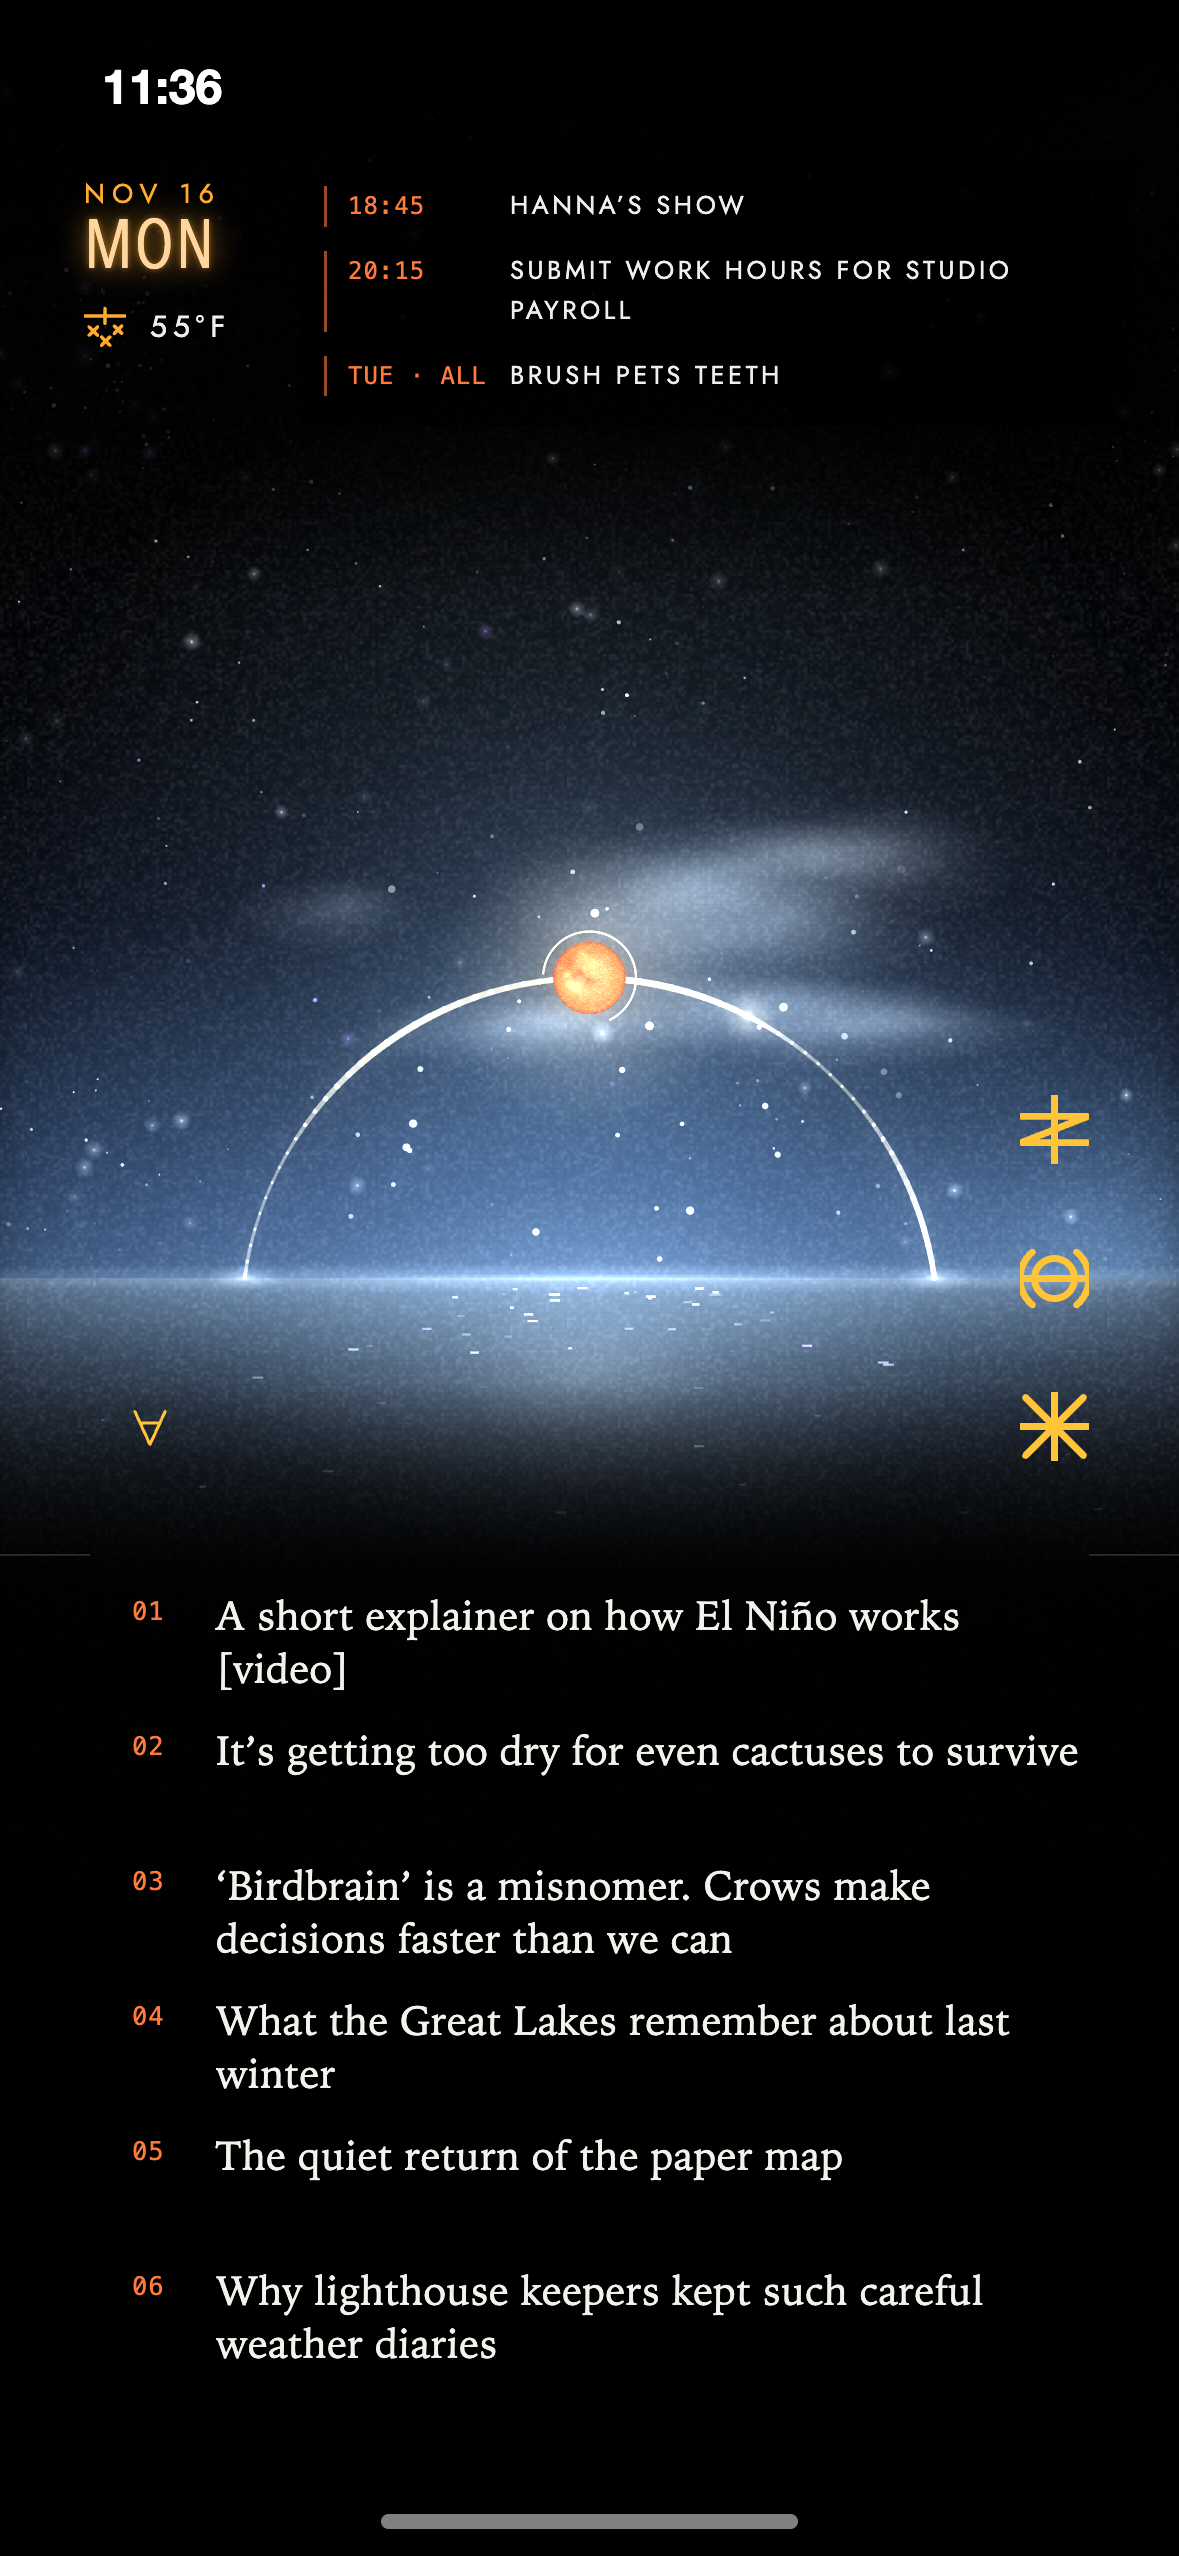 11:36
NOV 16
MON
55°F
18:45 HANNA’S SHOW
20:15 SUBMIT WORK HOURS FOR STUDIO
PAYROLL
TUE · ALL BRUSH PETS TEETH
01 A short explainer on how El Niño works
[video]
02 It’s getting too dry for even cactuses to survive
03 ‘Birdbrain’ is a misnomer. Crows make
decisions faster than we can
04 What the Great Lakes remember about last
winter
05 The quiet return of the paper map
06 Why lighthouse keepers kept such careful
weather diaries